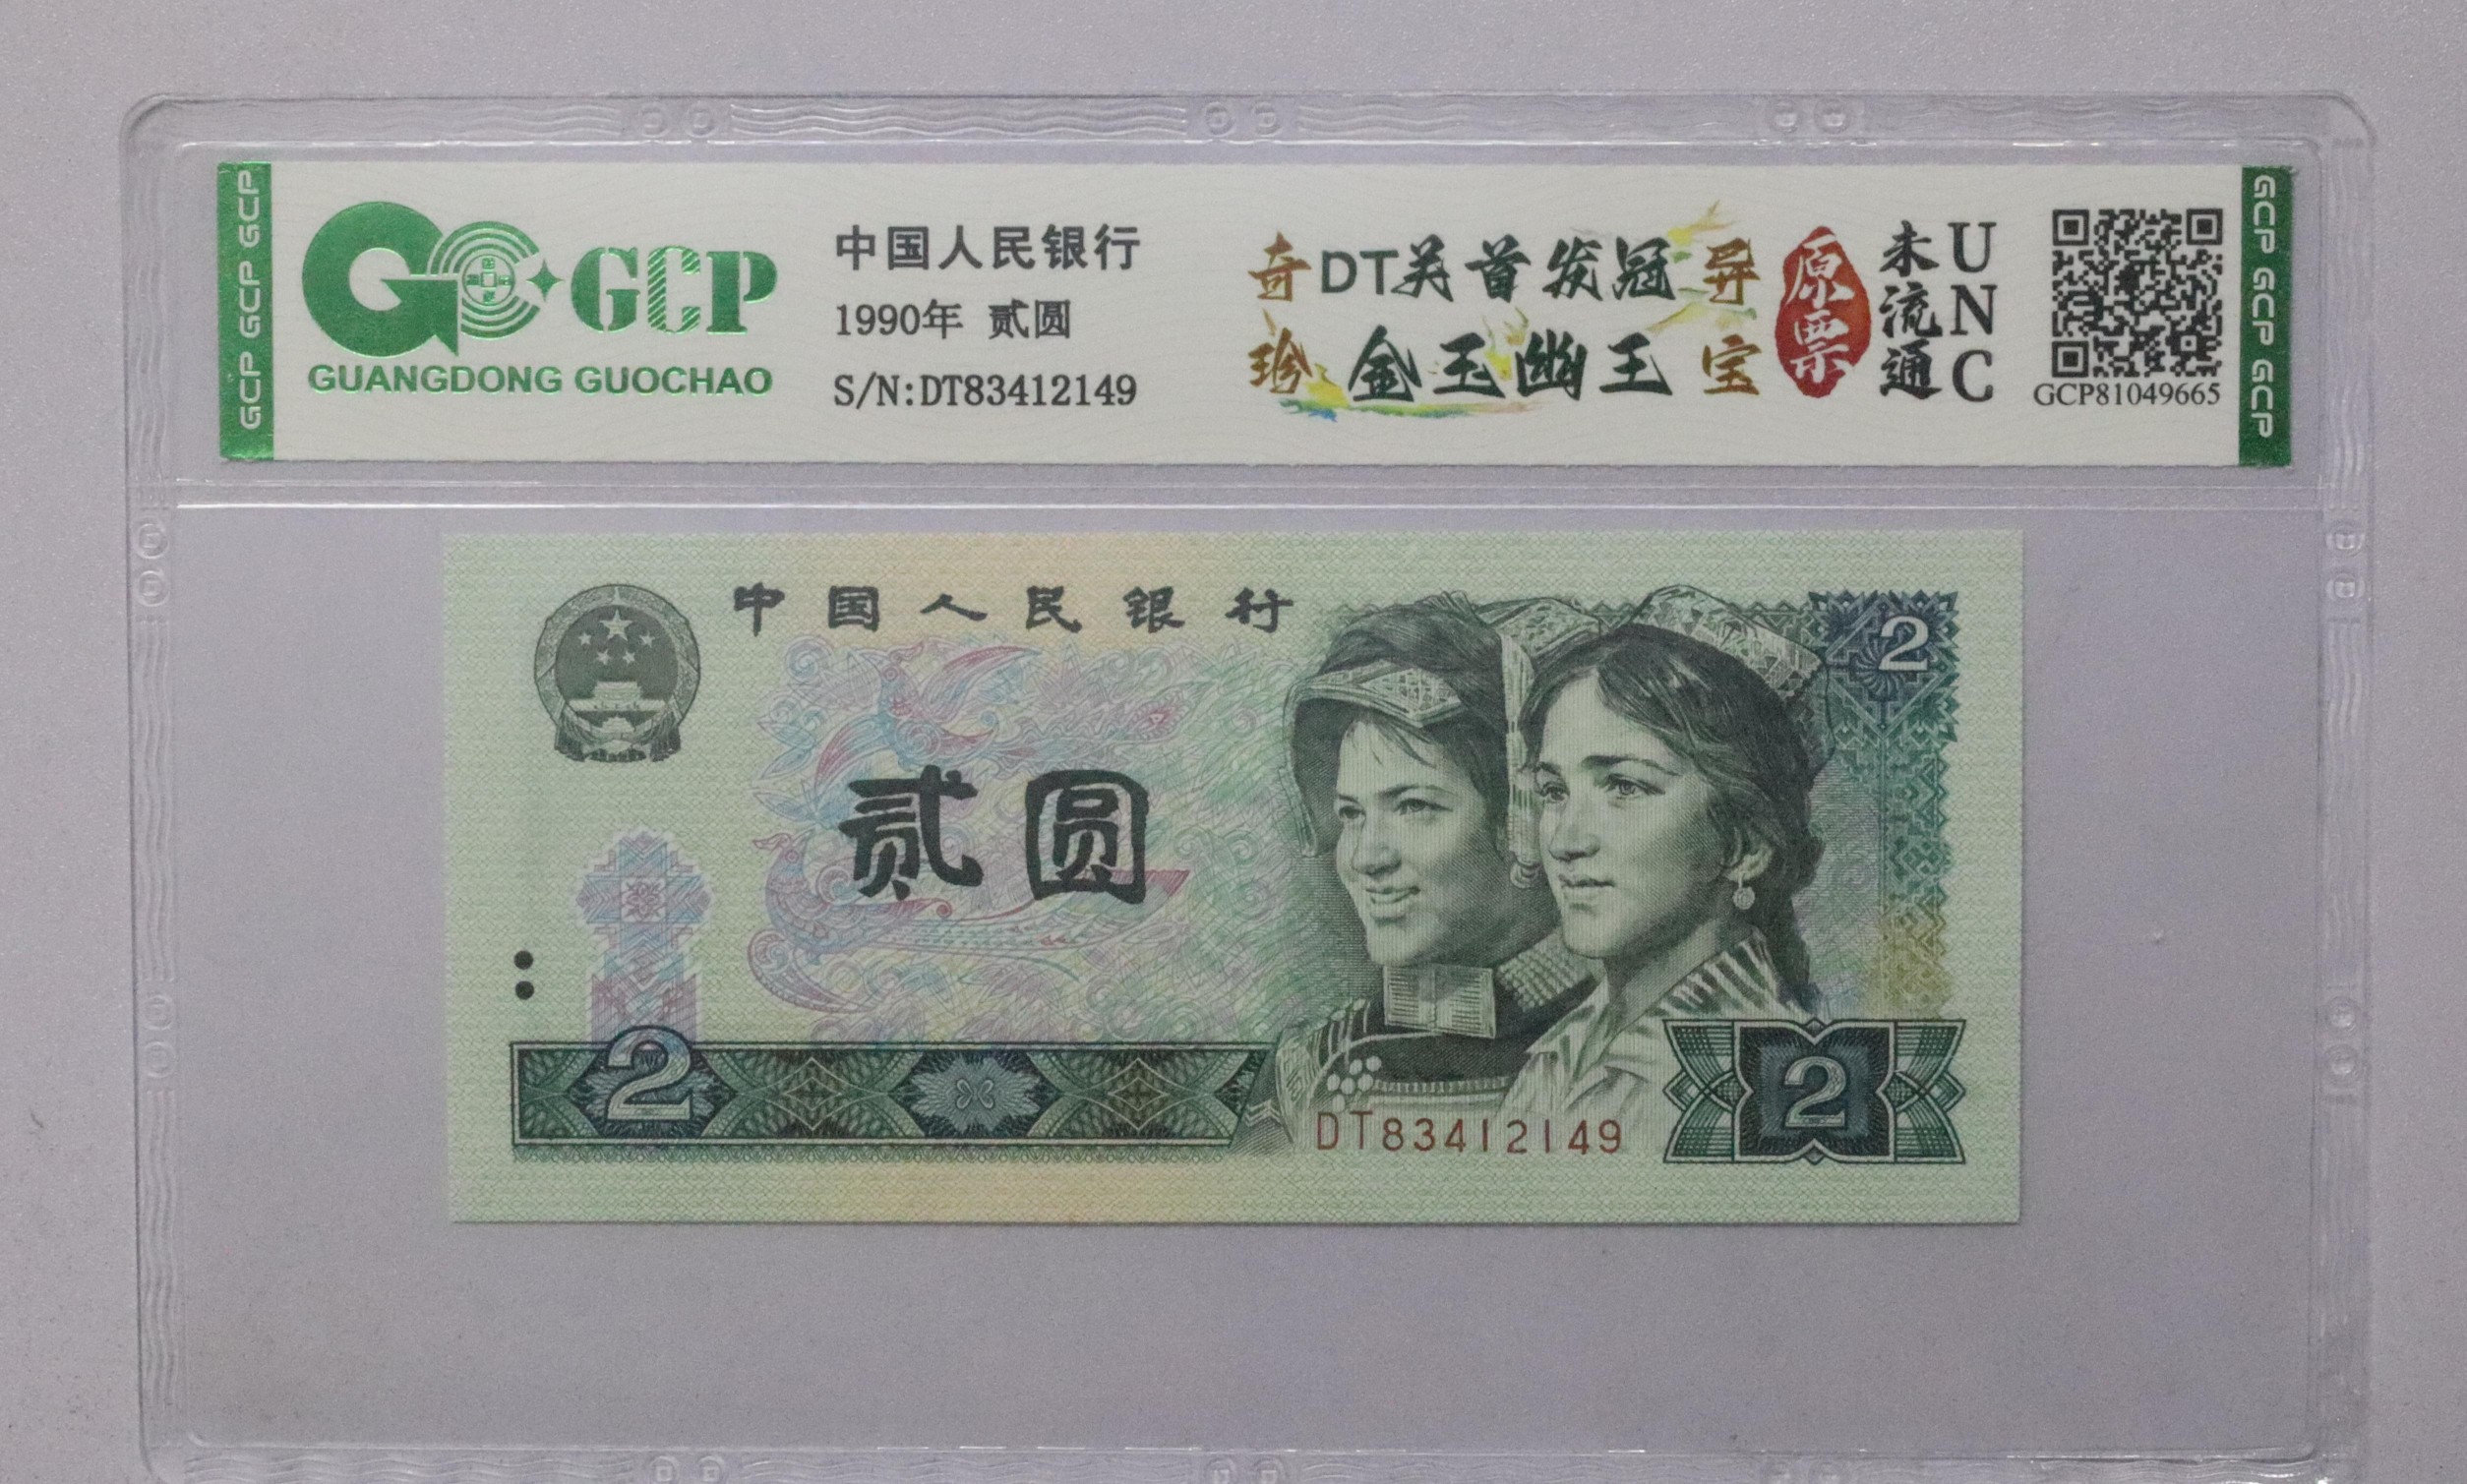 GCP GCP GCP
GCP
GUANGDONG GUOCHAO
中国人民银行
1990年 贰圆
S/N:DT83412149
奇珍
DT关首发冠
金玉幽王
异宝
原票
未流通
UNC
GCP81049665
GCP GCP GCP
中国人民银行
2
贰圆
2
2
DT83412149